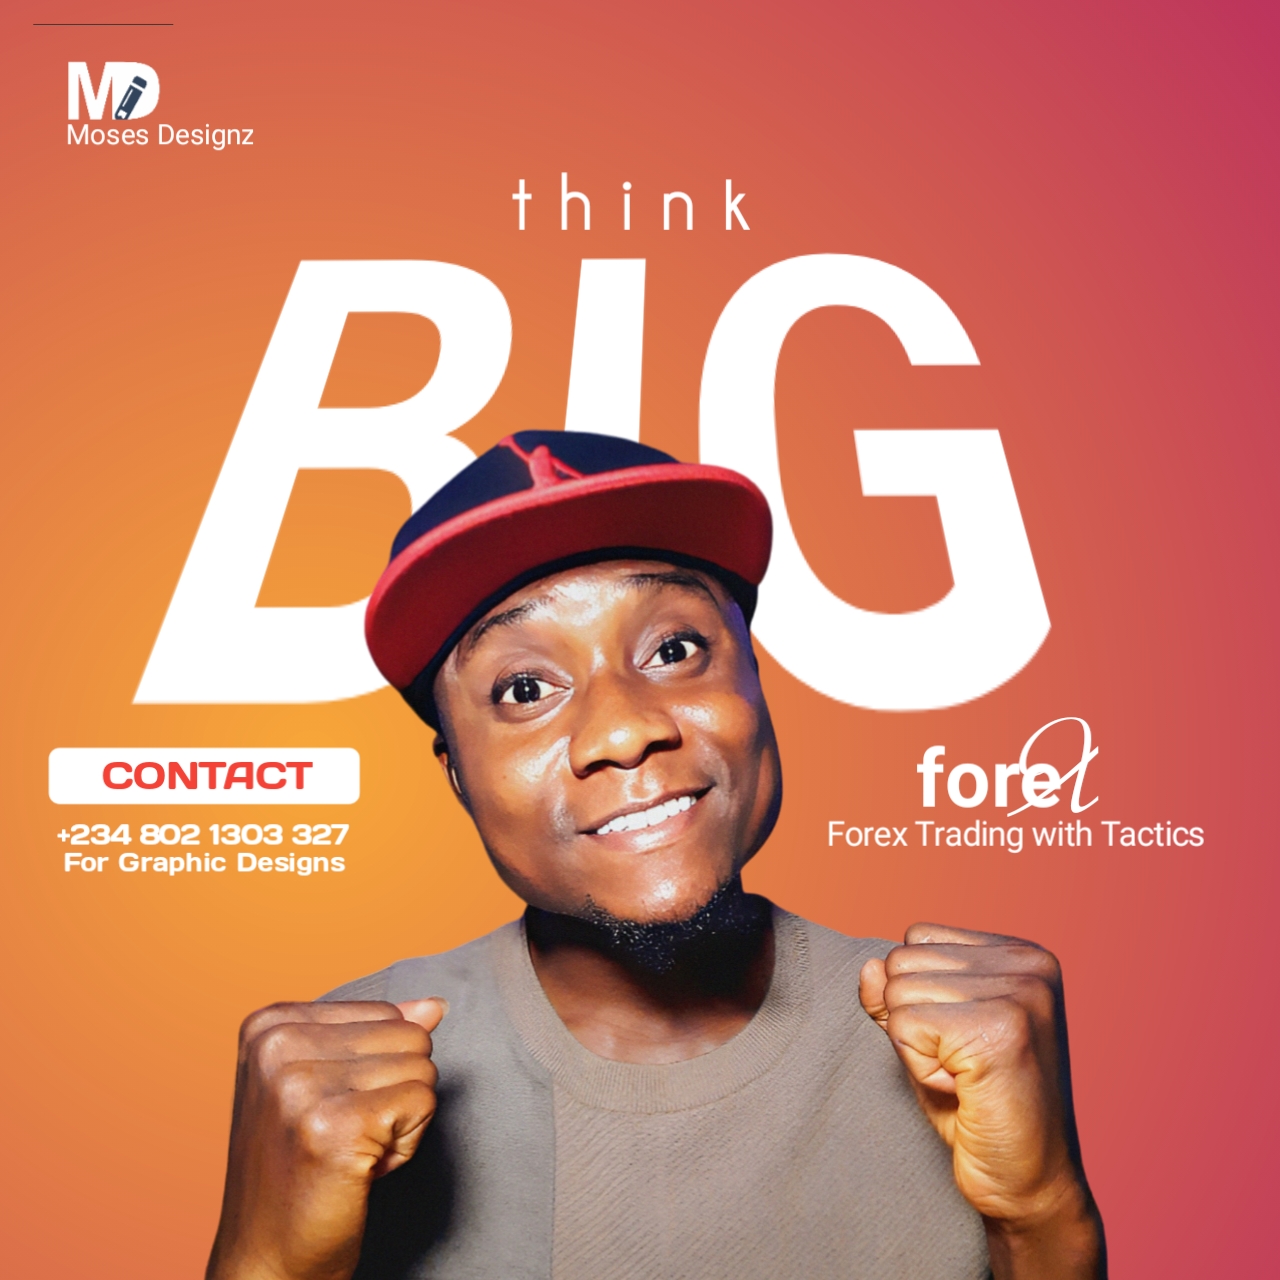 MD
Moses Designz
think
BIG
CONTACT
+234 802 1303 327
For Graphic Designs
forex
Forex Trading with Tactics